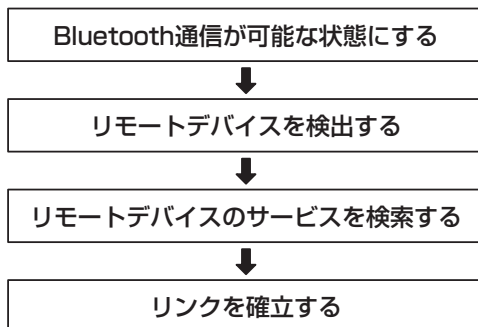 Bluetooth通信が可能な状態にする
リモートデバイスを検出する
リモートデバイスのサービスを検索する
リンクを確立する